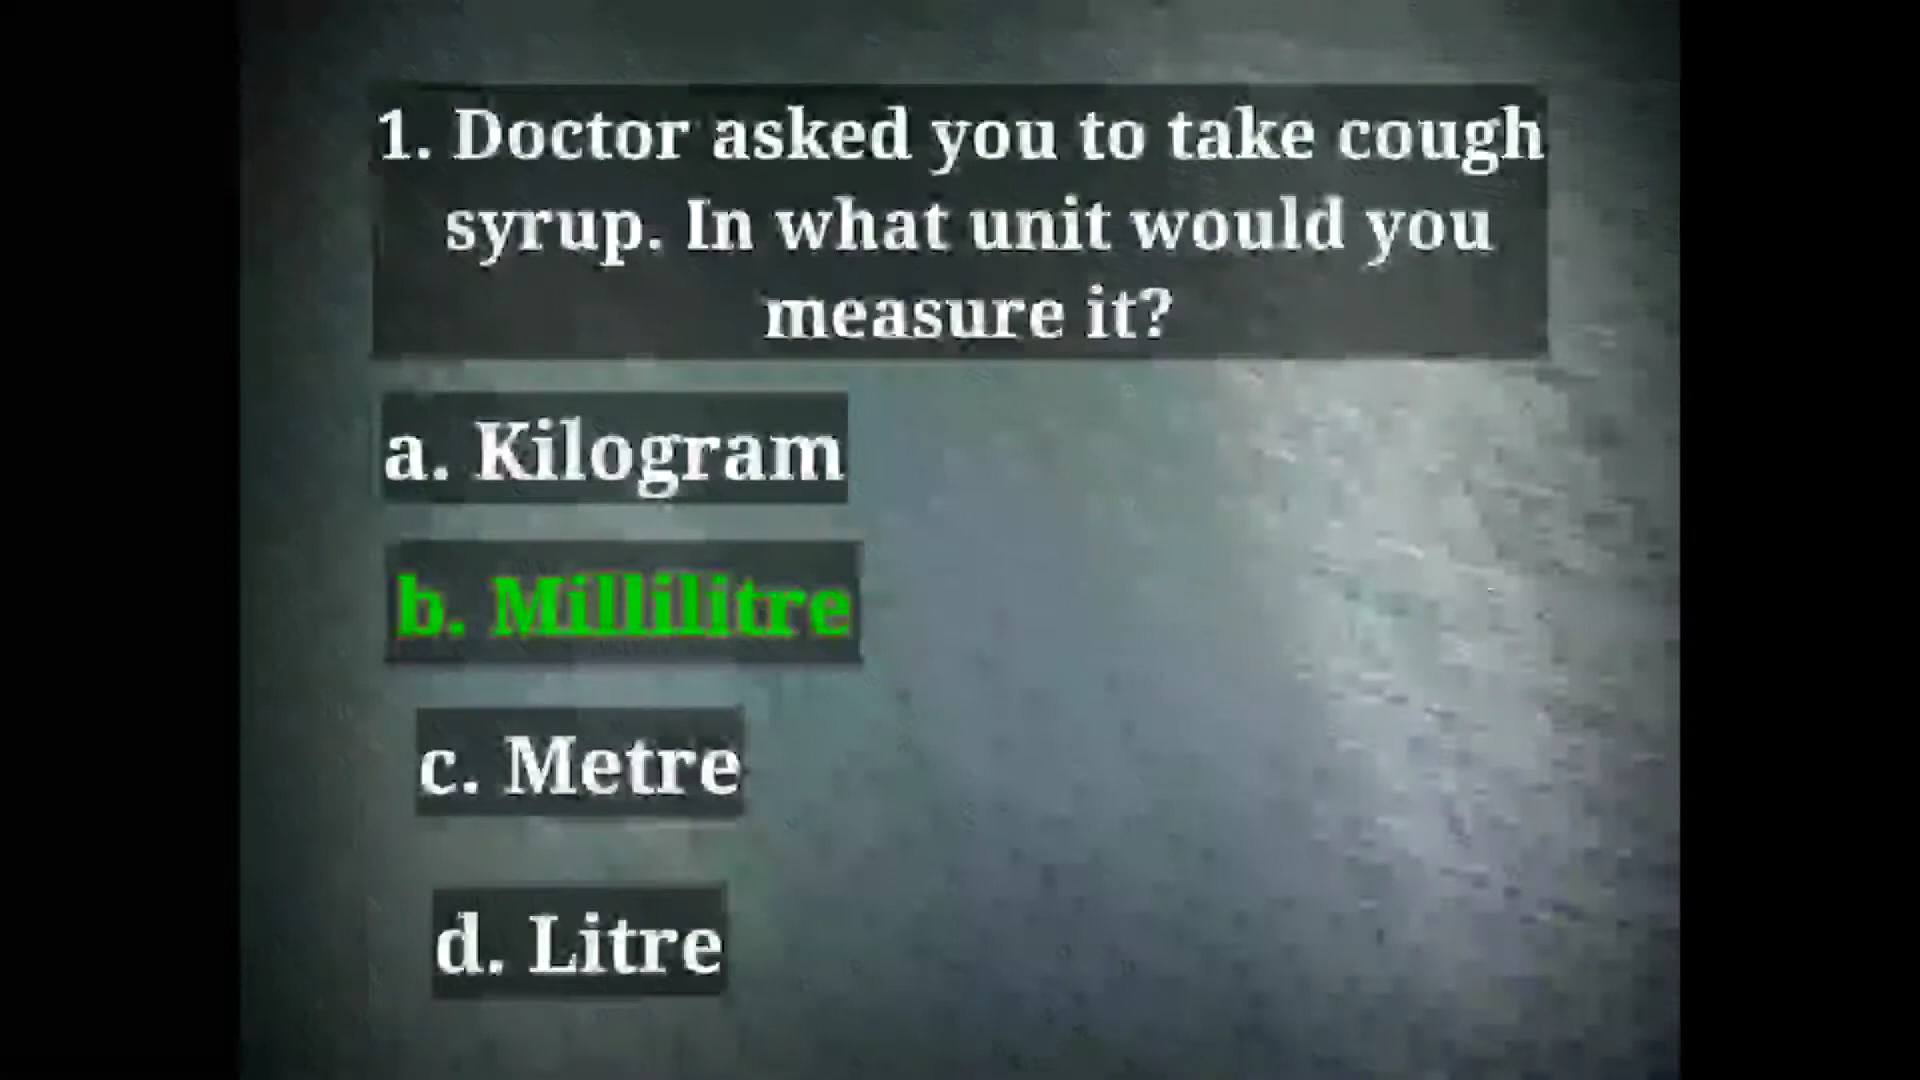 1. Doctor asked you to take cough
syrup. In what unit would you
measure it?
a. Kilogram
b. Millilitre
c. Metre
d. Litre